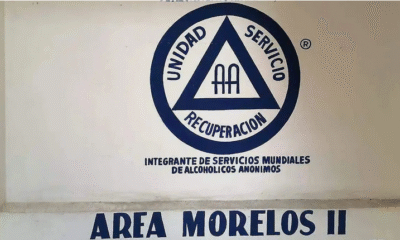 UNIDAD
SERVICIO
®
AA
RECUPERACION
INTEGRANTE DE SERVICIOS MUNDIALES
DE ALCOHOLICOS ANONIMOS
AREA MORELOS II